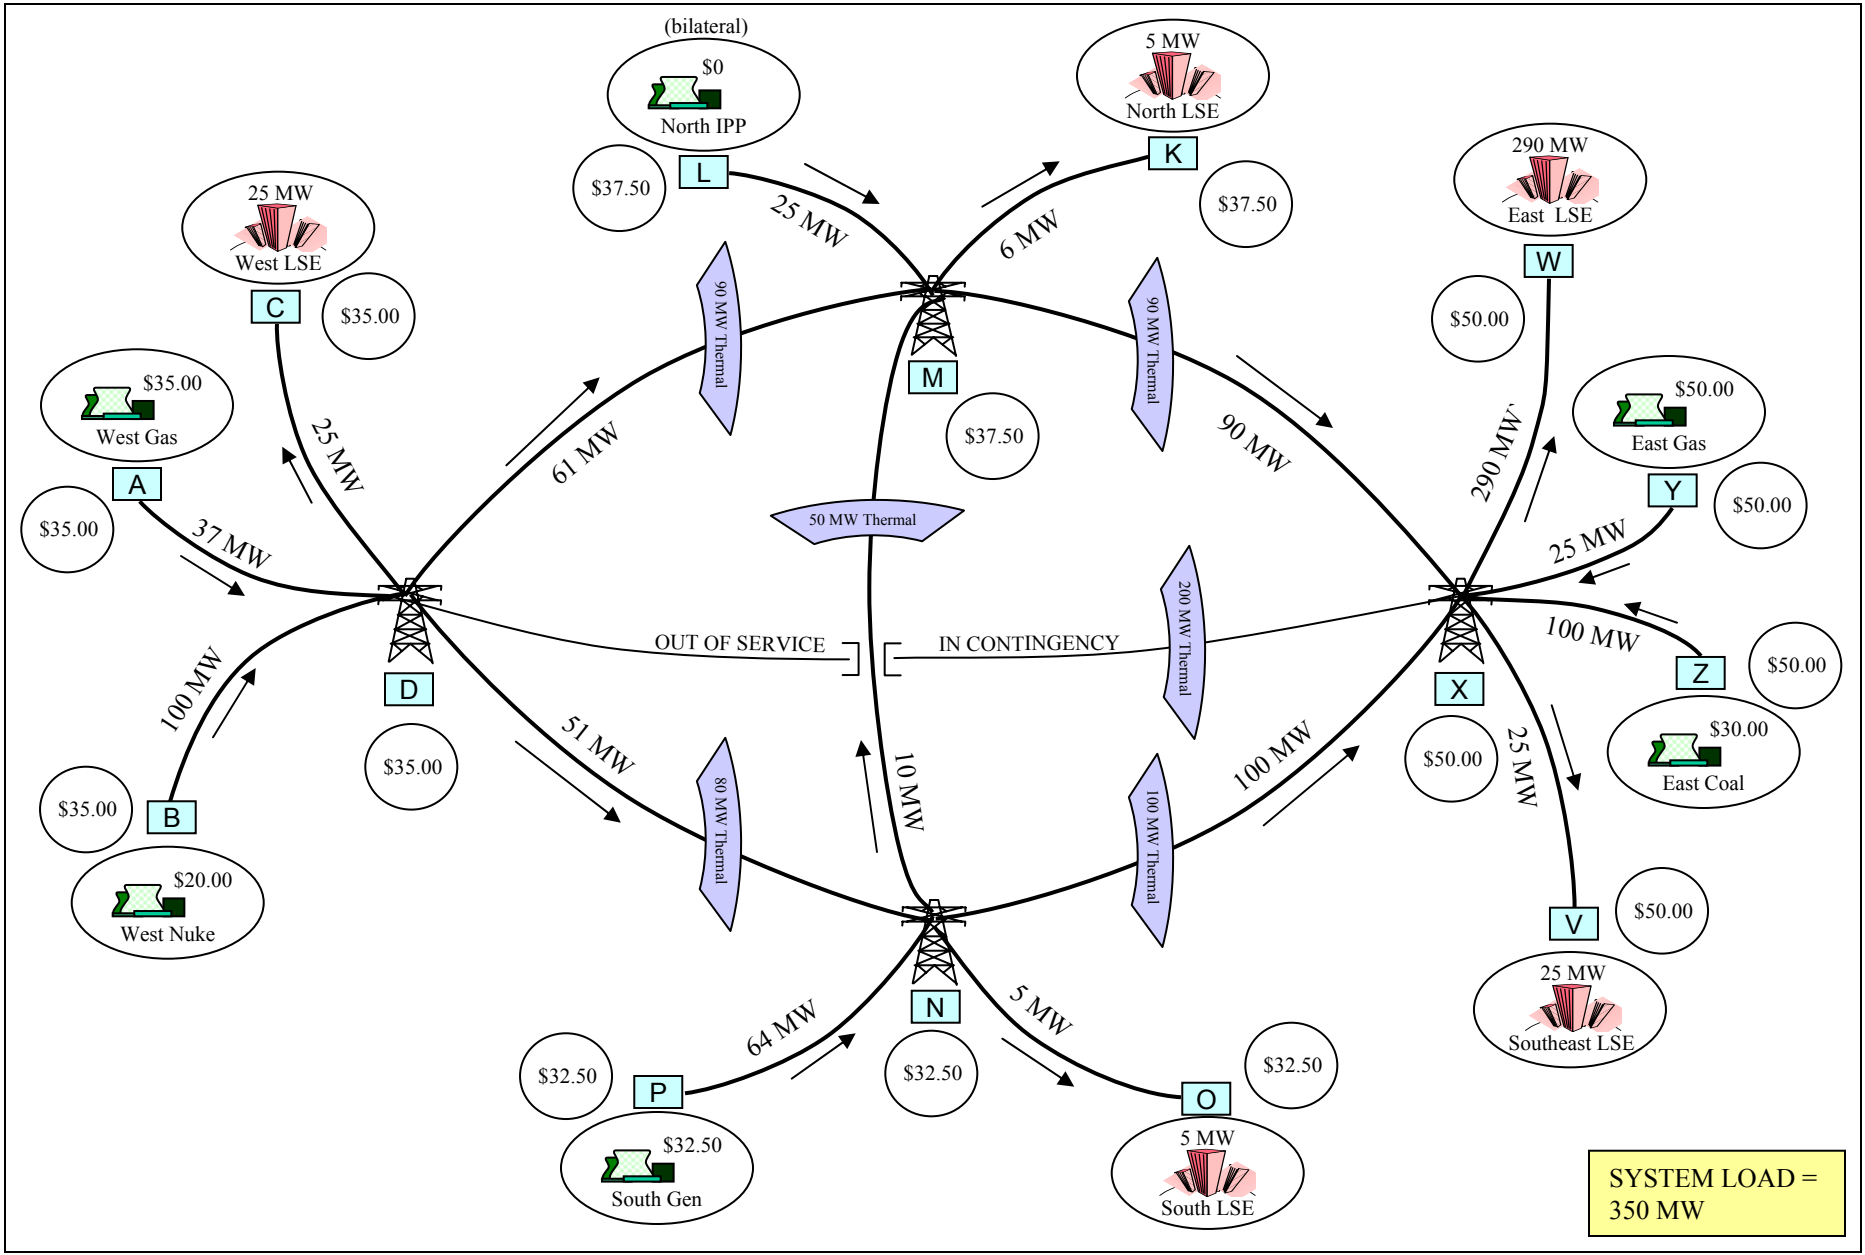 (bilateral)
$0
North IPP
L
$37.50
25 MW
5 MW
North LSE
K
$37.50
6 MW
290 MW
East LSE
W
$50.00
290 MW`
25 MW
West LSE
C
$35.00
25 MW
$35.00
West Gas
A
$35.00
37 MW
90 MW Thermal
61 MW
M
$37.50
90 MW Thermal
90 MW
50 MW Thermal
$50.00
East Gas
Y
$50.00
25 MW
100 MW
Z
$50.00
$30.00
East Coal
OUT OF SERVICE
IN CONTINGENCY
200 MW Thermal
D
$35.00
X
$50.00
100 MW
B
$35.00
$20.00
West Nuke
51 MW
80 MW Thermal
10 MW
100 MW Thermal
100 MW
25 MW
V
$50.00
25 MW
Southeast LSE
N
$32.50
64 MW
P
$32.50
$32.50
South Gen
5 MW
O
$32.50
5 MW
South LSE
SYSTEM LOAD =
350 MW